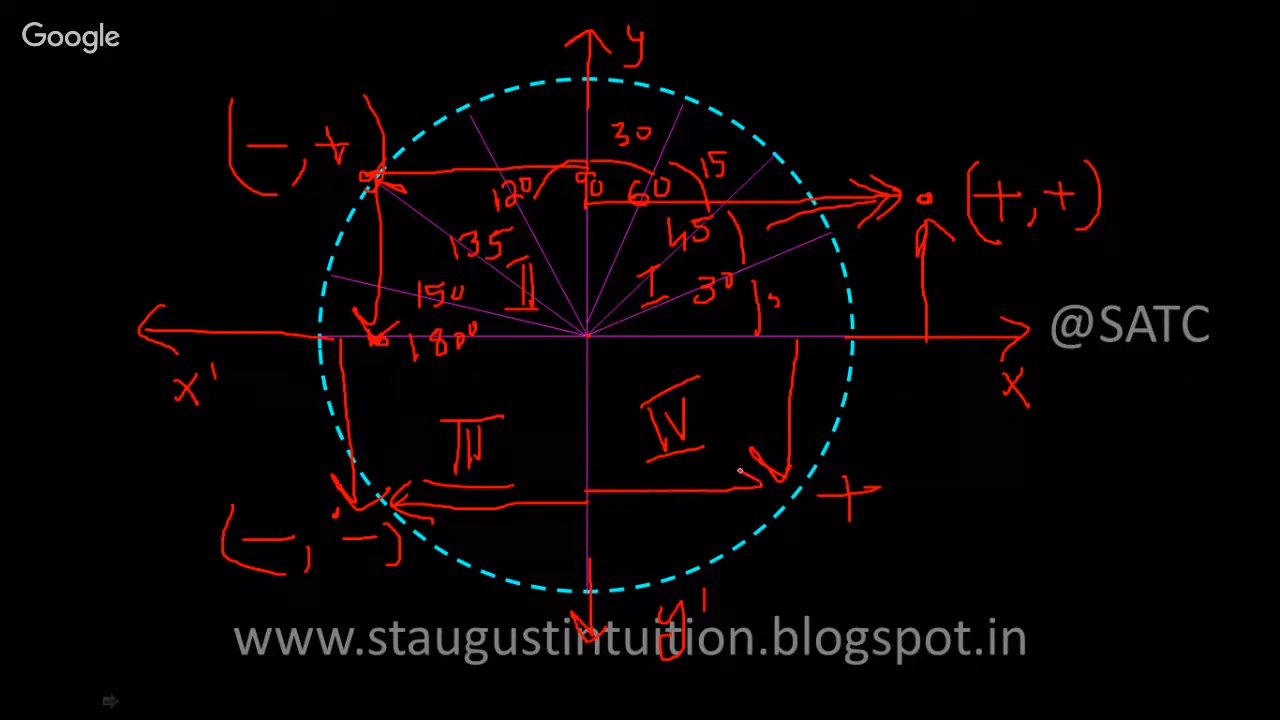 Google
y
30
(-, +)
15
120
90
60
(+, +)
45
135
II
I
30
150
@SATC
180°
x'
x
IV
III
+
(-, -)
y'
www.staugustintuition.blogspot.in